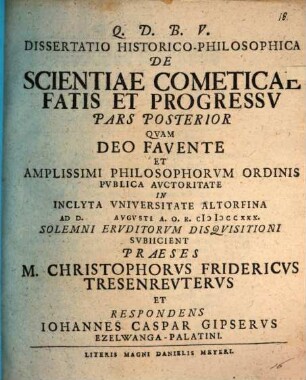 18.
Q. D. B. V.
DISSERTATIO HISTORICO-PHILOSOPHICA
DE
SCIENTIAE COMETICAE
FATIS ET PROGRESSV
PARS POSTERIOR
QVAM
DEO FAVENTE
ET
AMPLISSIMI PHILOSOPHORVM ORDINIS
PVBLICA AVCTORITATE
IN
INCLYTA VNIVERSITATE ALTORFINA
AD D. AVGVSTI A. O. R. CIƆIƆCCXXX.
SOLEMNI ERVDITORVM DISQVISITIONI
SVBIICIENT
PRAESES
M. CHRISTOPHORVS FRIDERICVS
TRESENREVTERVS
ET
RESPONDENS
IOHANNES CASPAR GIPSERVS
EZELWANGA-PALATINI.
LITERIS MAGNI DANIELIS MEYERI.